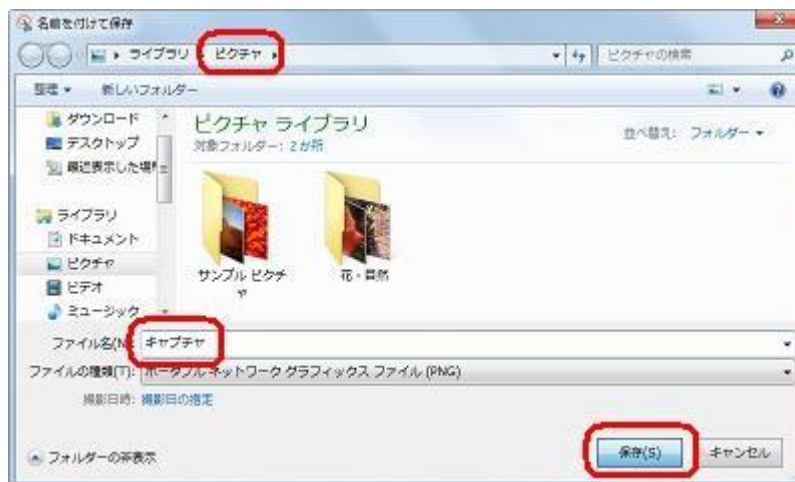 名前を付けて保存
ライブラリ ▸ ピクチャ ▸
ピクチャの検索
整理 ▾ 新しいフォルダー
ダウンロード
デスクトップ
最近表示した場所
ライブラリ
ドキュメント
ピクチャ
ビデオ
ミュージック
ピクチャ ライブラリ
対象フォルダー: 2 か所
並べ替え: フォルダー ▾
サンプル ピクチャ
花・自然
ファイル名(N): キャプチャ
ファイルの種類(T): ポータブル ネットワーク グラフィックス ファイル (PNG)
撮影日時: 撮影日の指定
フォルダーの非表示
保存(S) キャンセル